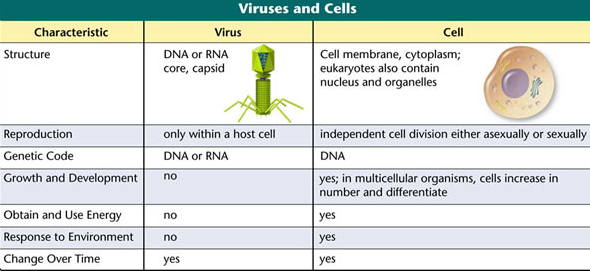 Viruses and Cells
Characteristic Virus Cell
Structure DNA or RNA Cell membrane, cytoplasm;
core, capsid eukaryotes also contain
nucleus and organelles
Reproduction only within a host cell independent cell division either asexually or sexually
Genetic Code DNA or RNA DNA
Growth and Development no yes; in multicellular organisms, cells increase in
number and differentiate
Obtain and Use Energy no yes
Response to Environment no yes
Change Over Time yes yes